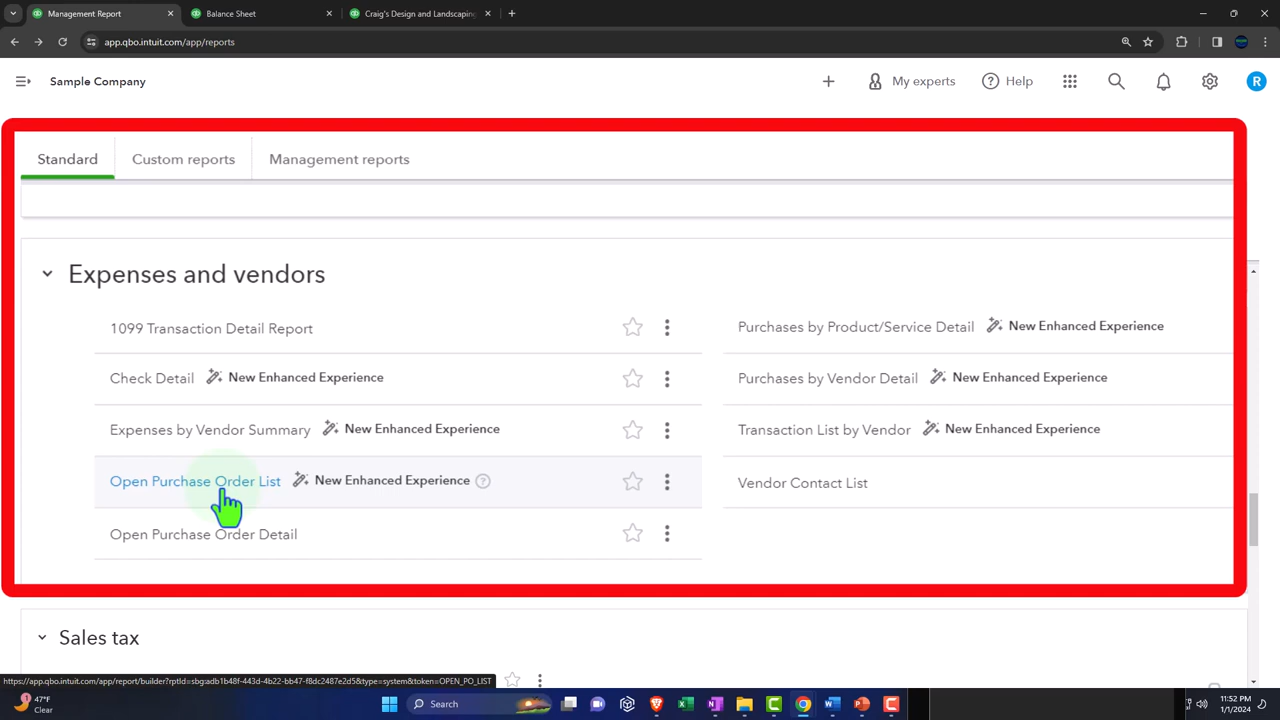 Management Report
Balance Sheet
Craig's Design and Landscaping
app.qbo.intuit.com/app/reports
Sample Company
My experts
Help
R
Standard
Custom reports
Management reports
Expenses and vendors
1099 Transaction Detail Report
Purchases by Product/Service Detail New Enhanced Experience
Check Detail New Enhanced Experience
Purchases by Vendor Detail New Enhanced Experience
Expenses by Vendor Summary New Enhanced Experience
Transaction List by Vendor New Enhanced Experience
Open Purchase Order List New Enhanced Experience
Vendor Contact List
Open Purchase Order Detail
Sales tax
https://app.qbo.intuit.com/app/report/builder?rptId=sbg:adb1b48f-443d-4b22-bb47-f8dc2487e2d5&type=system&token=OPEN_PO_LIST
47°F
Clear
Search
11:52 PM
1/1/2024